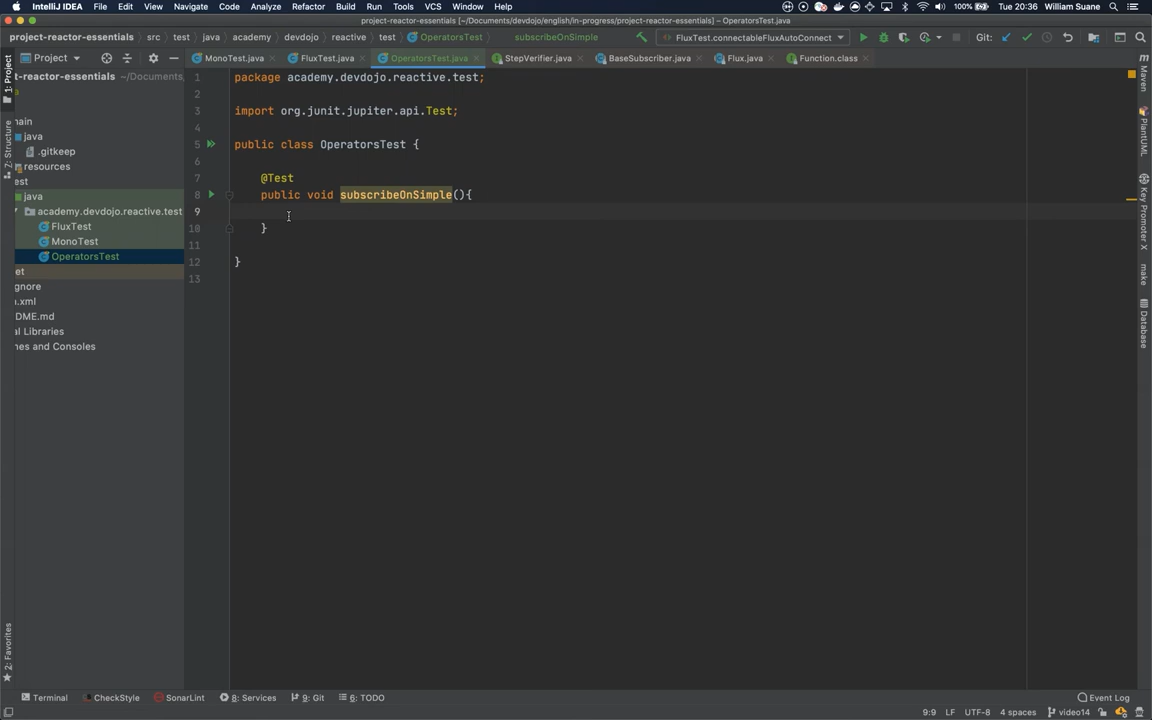 IntelliJ IDEA File Edit View Navigate Code Analyze Refactor Build Run Tools VCS Window Help 100% Tue 20:36 William Suane
project-reactor-essentials [~/Documents/devdojo/english/in-progress/project-reactor-essentials] - OperatorsTest.java
project-reactor-essentials src test java academy devdojo reactive test OperatorsTest subscribeOnSimple FluxTest.connectableFluxAutoConnect Git:
Project MonoTest.java FluxTest.java OperatorsTest.java StepVerifier.java BaseSubscriber.java Flux.java Function.class
-reactor-essentials ~/Documents/
nain
java
.gitkeep
resources
est
java
academy.devdojo.reactive.test
FluxTest
MonoTest
OperatorsTest
et
gnore
n.xml
DME.md
al Libraries
hes and Consoles
1 package academy.devdojo.reactive.test;
2
3 import org.junit.jupiter.api.Test;
4
5 public class OperatorsTest {
6
7 @Test
8 public void subscribeOnSimple(){
9
10 }
11
12 }
13
1: Project
7: Structure
2: Favorites
Maven
PlantUML
Key Promoter X
make
Database
Terminal CheckStyle SonarLint 8: Services 9: Git 6: TODO Event Log
9:9 LF UTF-8 4 spaces video14